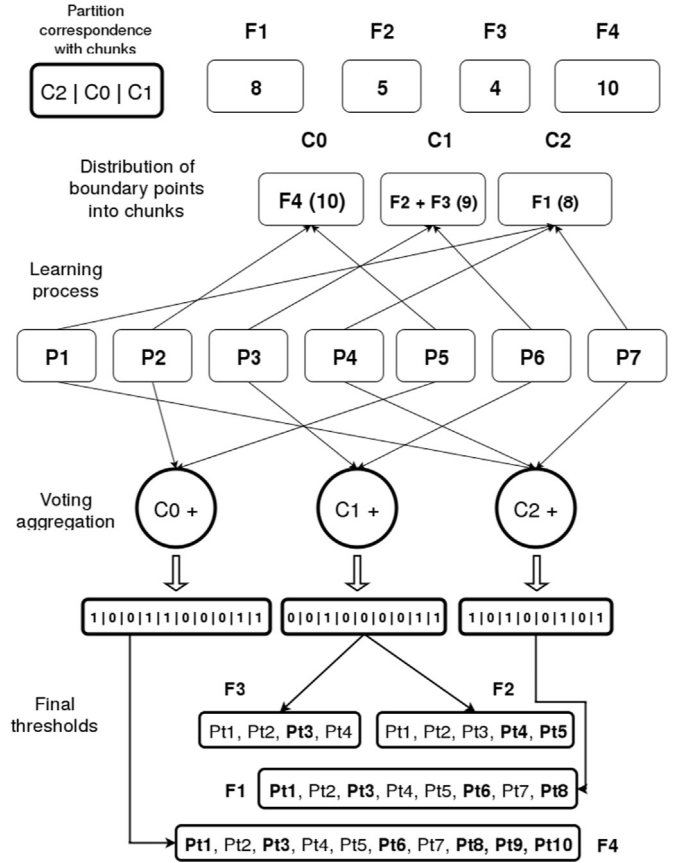 Partition
correspondence
with chunks
F1 F2 F3 F4
C2 | C0 | C1
8 5 4 10
C0 C1 C2
Distribution of
boundary points
into chunks
F4 (10) F2 + F3 (9) F1 (8)
Learning
process
P1 P2 P3 P4 P5 P6 P7
Voting
aggregation
C0 + C1 + C2 +
1|0|0|1|1|0|0|0|1|1 0|0|1|0|0|0|0|1|1 1|0|1|0|0|1|0|1
Final
thresholds
F3 F2
Pt1, Pt2, Pt3, Pt4 Pt1, Pt2, Pt3, Pt4, Pt5
F1 Pt1, Pt2, Pt3, Pt4, Pt5, Pt6, Pt7, Pt8
Pt1, Pt2, Pt3, Pt4, Pt5, Pt6, Pt7, Pt8, Pt9, Pt10 F4